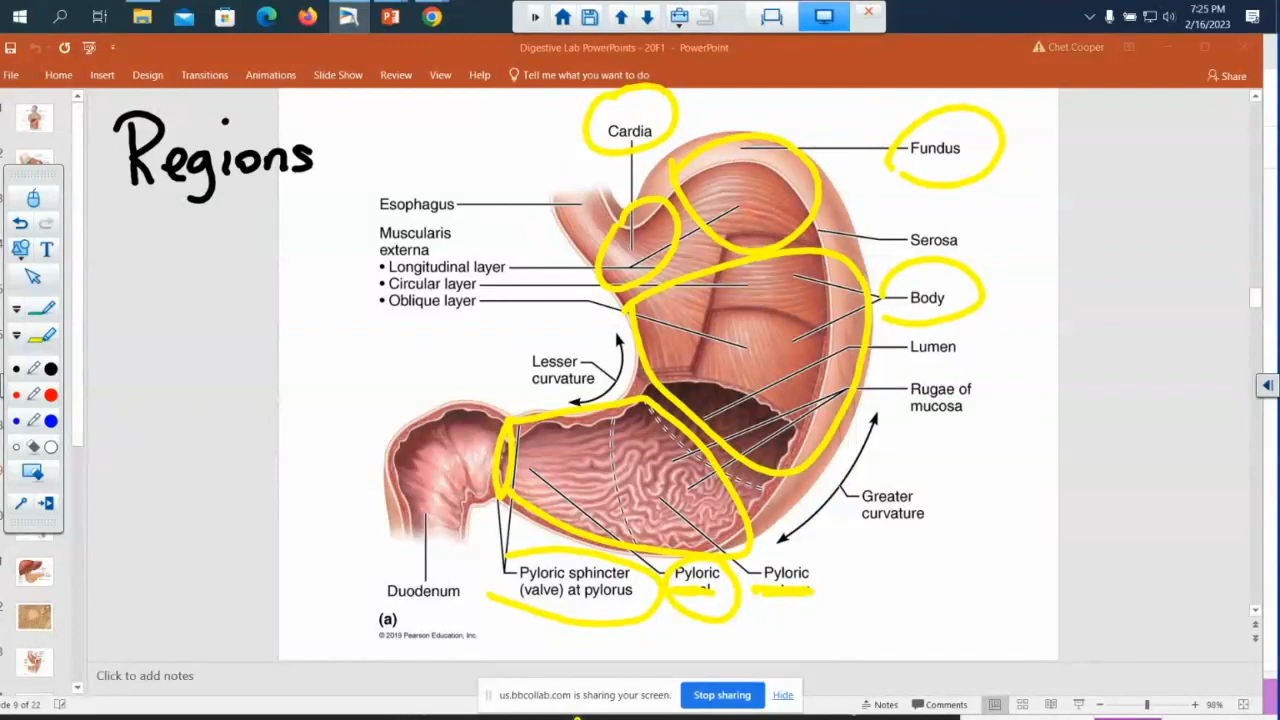 7:25 PM
2/16/2023
Digestive Lab PowerPoints - 20F1 - PowerPoint
Chet Cooper
File Home Insert Design Transitions Animations Slide Show Review View Help Tell me what you want to do
Share
Regions
Cardia
Fundus
Esophagus
Muscularis
externa
• Longitudinal layer
• Circular layer
• Oblique layer
Serosa
Body
Lumen
Lesser
curvature
Rugae of
mucosa
Greater
curvature
Pyloric sphincter
(valve) at pylorus
Pyloric
Pyloric
Duodenum
(a)
© 2019 Pearson Education, Inc.
T
Click to add notes
us.bbcollab.com is sharing your screen.
Stop sharing
Hide
9 of 22
Notes
Comments
98%